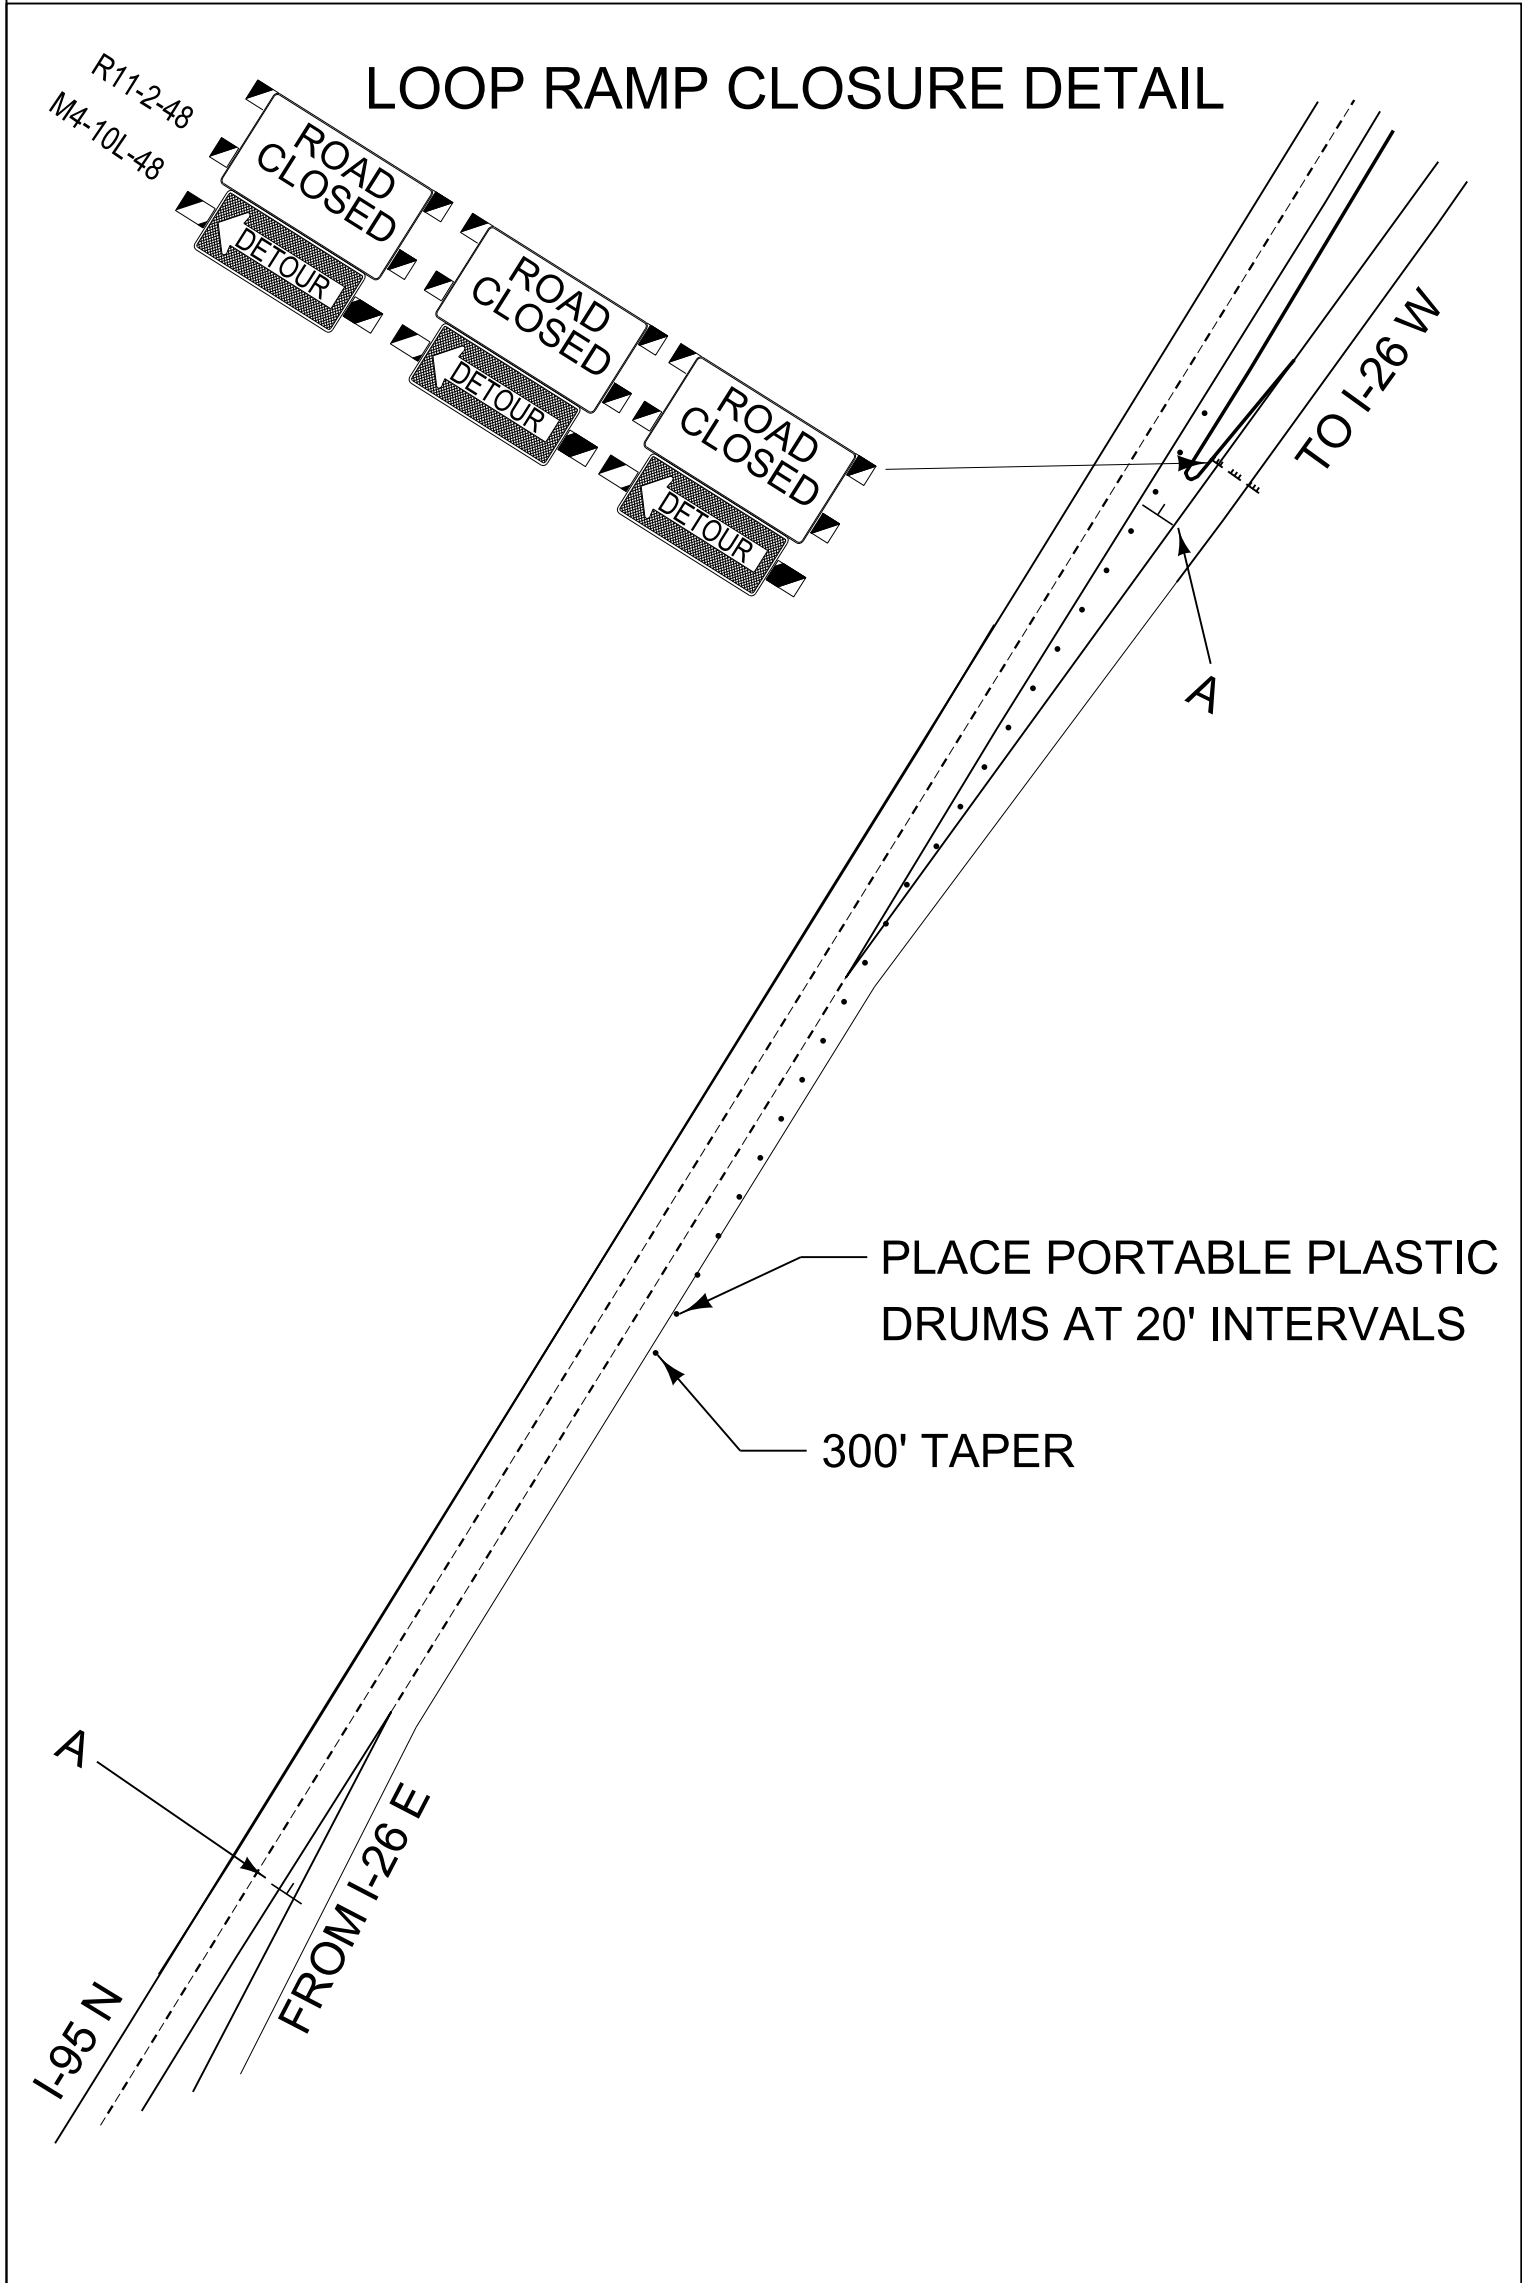 LOOP RAMP CLOSURE DETAIL
R11-2-48
M4-10L-48
ROAD
CLOSED
DETOUR
ROAD
CLOSED
DETOUR
ROAD
CLOSED
DETOUR
TO I-26 W
A
PLACE PORTABLE PLASTIC
DRUMS AT 20' INTERVALS
300' TAPER
A
FROM I-26 E
I-95 N